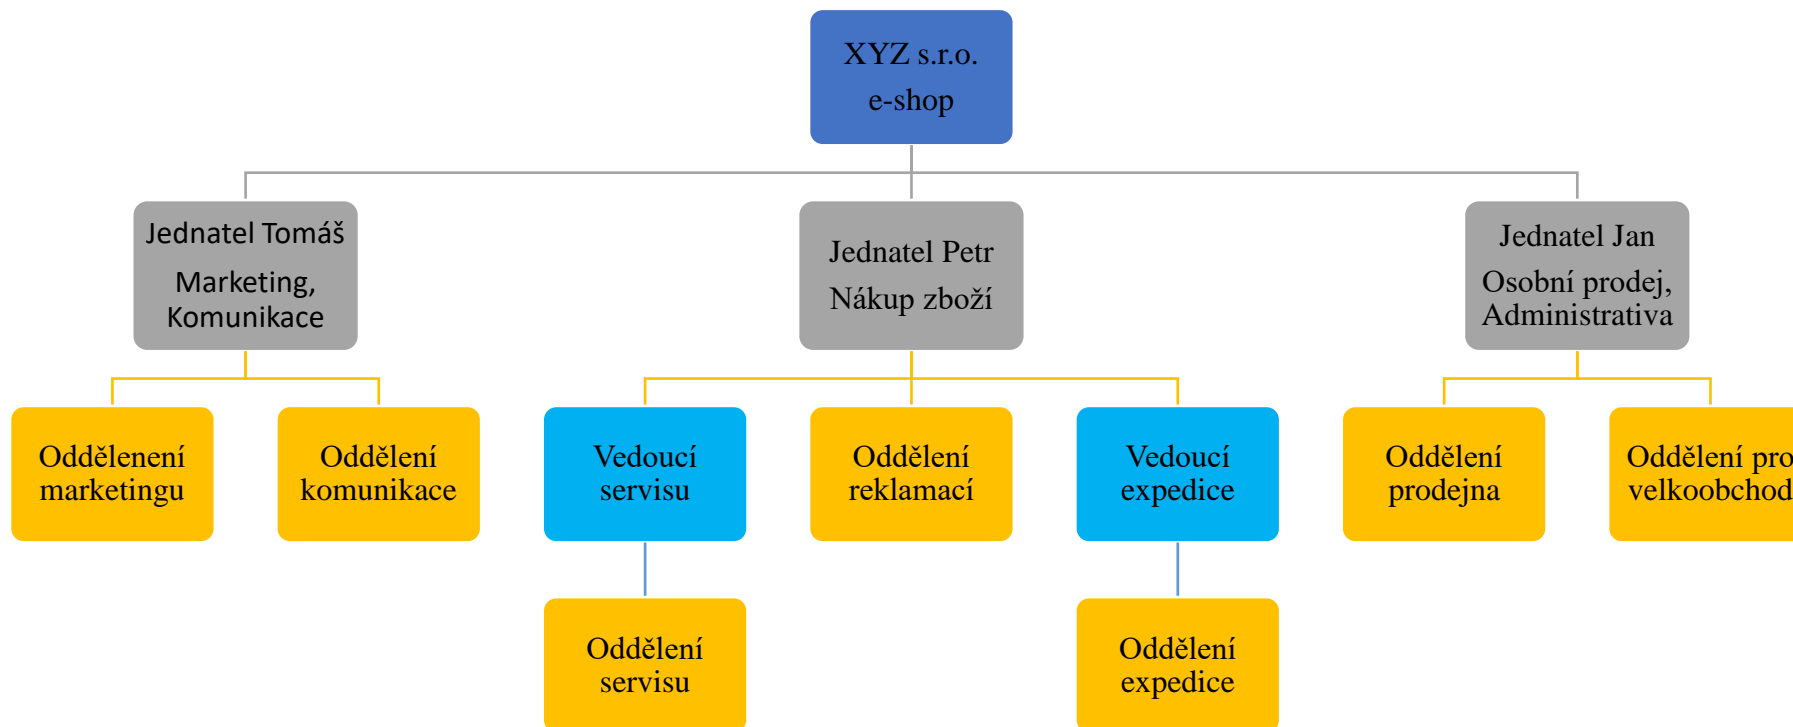 XYZ s.r.o.
e-shop
Jednatel Tomáš
Marketing,
Komunikace
Jednatel Petr
Nákup zboží
Jednatel Jan
Osobní prodej,
Administrativa
Oddělenení
marketingu
Oddělení
komunikace
Vedoucí
servisu
Oddělení
reklamací
Vedoucí
expedice
Oddělení
prodejna
Oddělení pro
velkoobchod
Oddělení
servisu
Oddělení
expedice